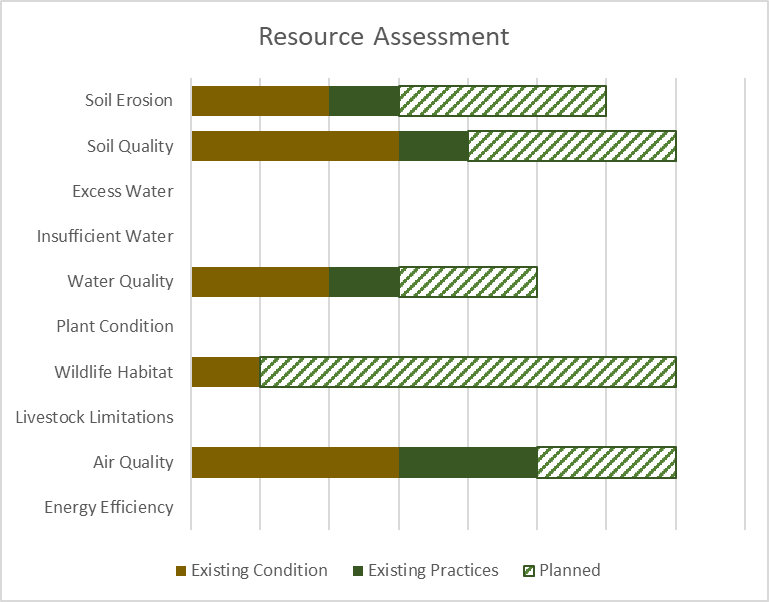 Resource Assessment
Soil Erosion
Soil Quality
Excess Water
Insufficient Water
Water Quality
Plant Condition
Wildlife Habitat
Livestock Limitations
Air Quality
Energy Efficiency
Existing Condition Existing Practices Planned